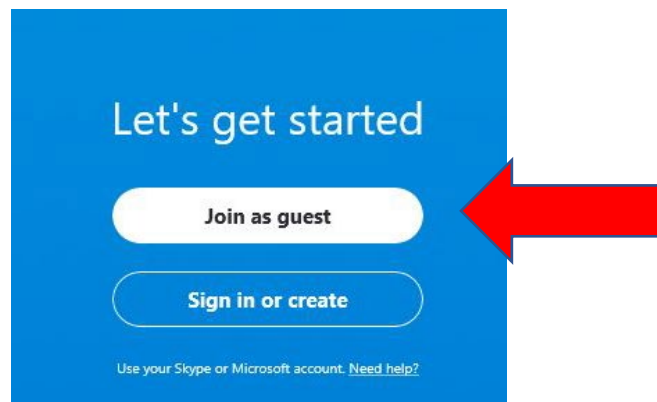 Let's get started
Join as guest
Sign in or create
Use your Skype or Microsoft account. Need help?